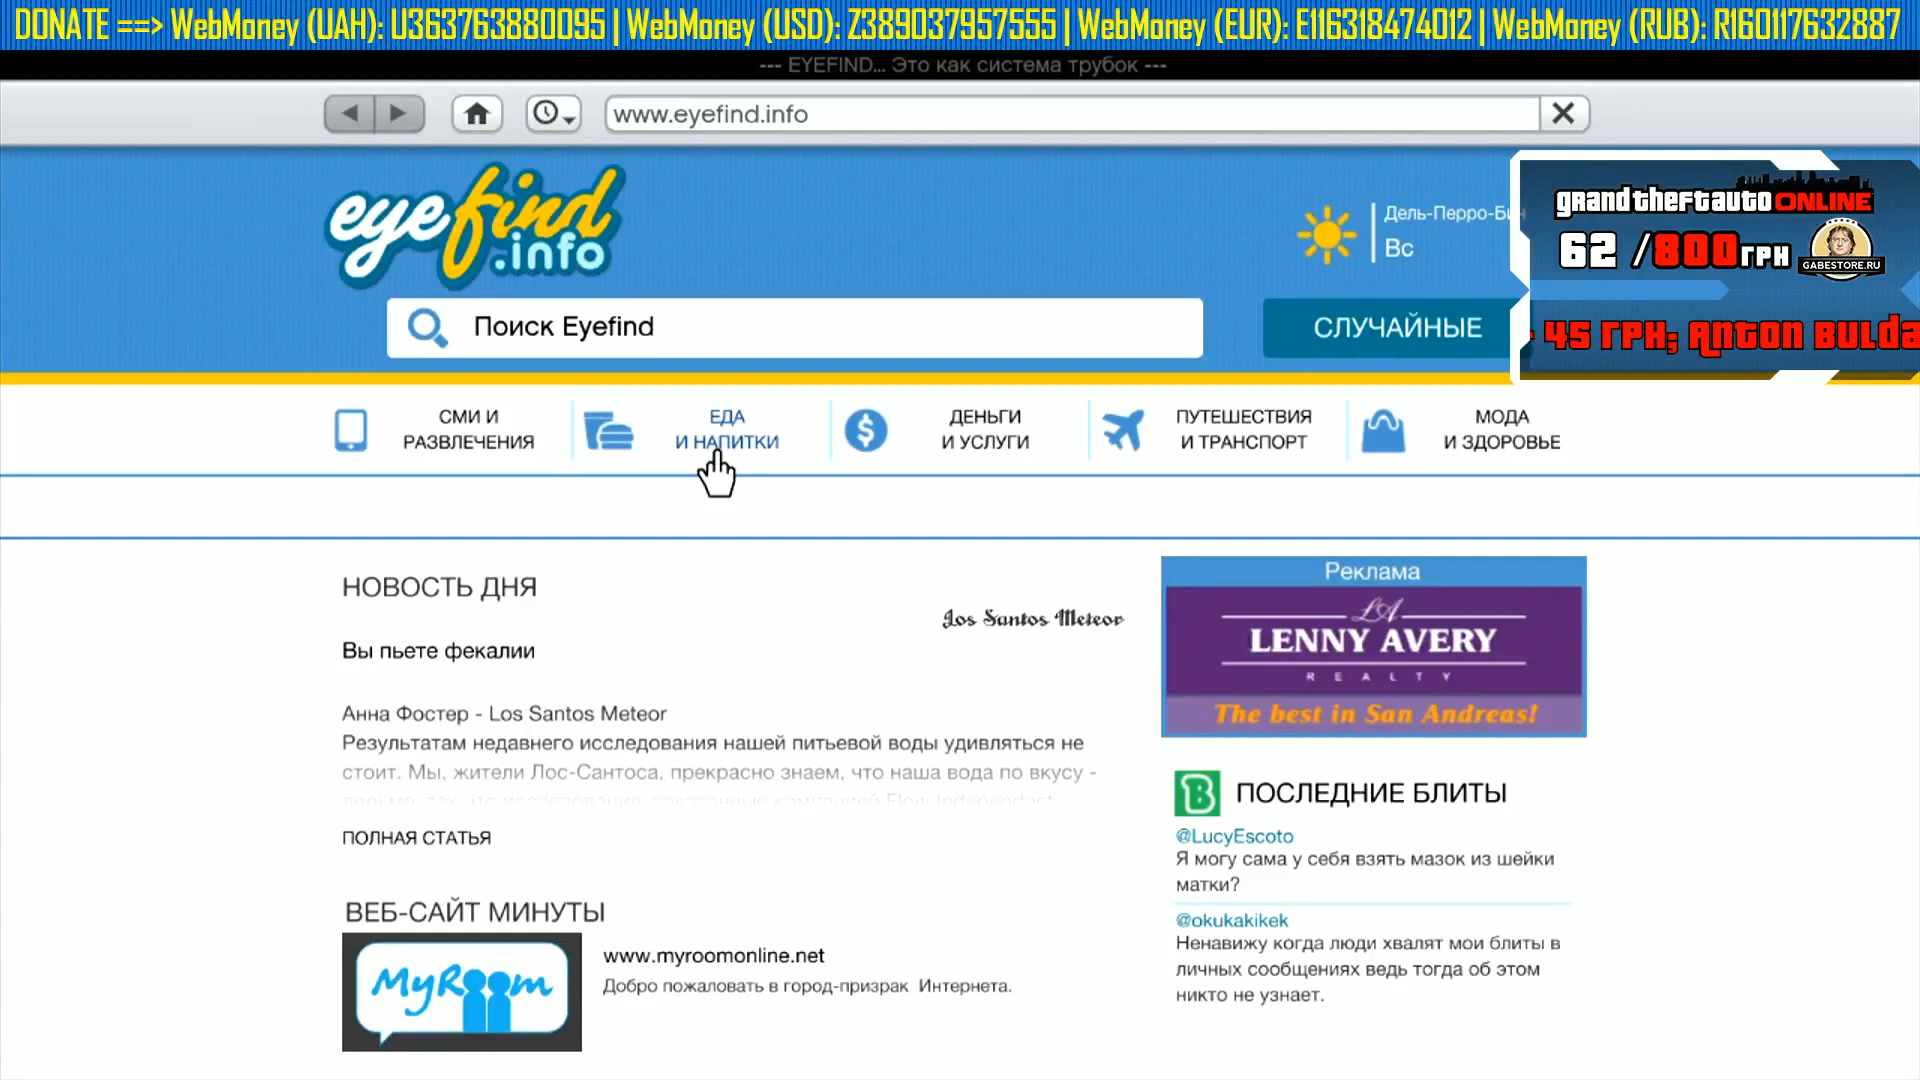 DONATE ==> WebMoney (UAH): U363763880095 | WebMoney (USD): Z389037957555 | WebMoney (EUR): E116318474012 | WebMoney (RUB): R160117632887
--- EYEFIND... Это как система трубок ---
www.eyefind.info
eyefind
.info
Дель-Перро-Би
Вс
grand theft auto ONLINE
62 /800грн
GABESTORE.RU
45 грн; Anton Bulda
Поиск Eyefind
СЛУЧАЙНЫЕ
СМИ И
РАЗВЛЕЧЕНИЯ
ЕДА
И НАПИТКИ
ДЕНЬГИ
И УСЛУГИ
ПУТЕШЕСТВИЯ
И ТРАНСПОРТ
МОДА
И ЗДОРОВЬЕ
НОВОСТЬ ДНЯ
Los Santos Meteor
Вы пьете фекалии
Анна Фостер - Los Santos Meteor
Результатам недавнего исследования нашей питьевой воды удивляться не
стоит. Мы, жители Лос-Сантоса, прекрасно знаем, что наша вода по вкусу -
ПОЛНАЯ СТАТЬЯ
ВЕБ-САЙТ МИНУТЫ
MyRoom
www.myroomonline.net
Добро пожаловать в город-призрак Интернета.
Реклама
LA
LENNY AVERY
REALTY
The best in San Andreas!
B
ПОСЛЕДНИЕ БЛИТЫ
@LucyEscoto
Я могу сама у себя взять мазок из шейки
матки?
@okukakikek
Ненавижу когда люди хвалят мои блиты в
личных сообщениях ведь тогда об этом
никто не узнает.